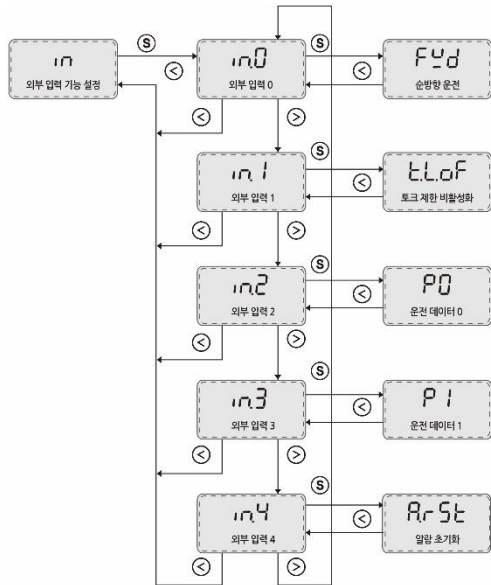 in
외부 입력 기능 설정
S
<
in.0
외부 입력 0
S
<
Fyd
순방향 운전
<
>
in.1
외부 입력 1
S
<
t.L.oF
토크 제한 비활성화
<
>
in.2
외부 입력 2
S
<
P0
운전 데이터 0
<
>
in.3
외부 입력 3
S
<
P1
운전 데이터 1
<
>
in.4
외부 입력 4
S
<
A.rSt
알람 초기화
<
>